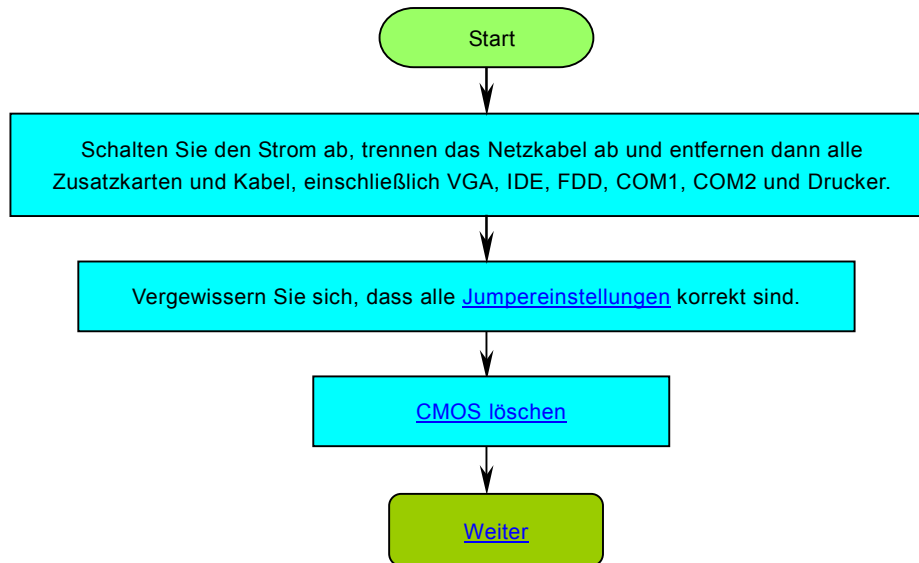 Start
Schalten Sie den Strom ab, trennen das Netzkabel ab und entfernen dann alle
Zusatzkarten und Kabel, einschließlich VGA, IDE, FDD, COM1, COM2 und Drucker.
Vergewissern Sie sich, dass alle Jumpereinstellungen korrekt sind.
CMOS löschen
Weiter